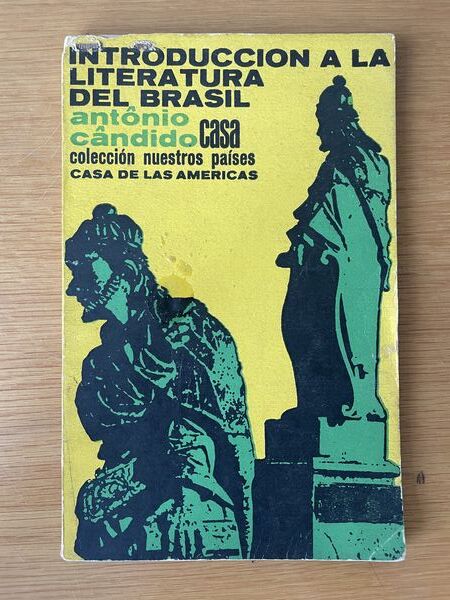 INTRODUCCION A LA
LITERATURA
DEL BRASIL
antônio
cândido casa
colección nuestros países
CASA DE LAS AMERICAS